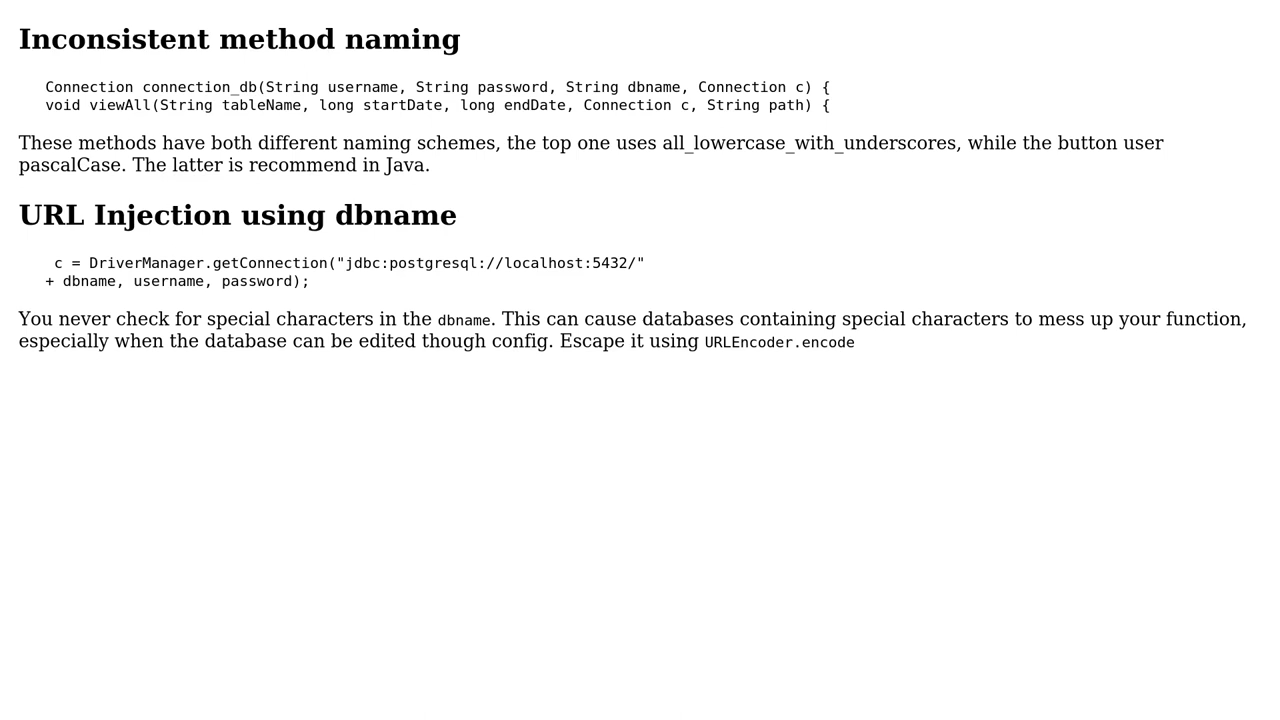 Inconsistent method naming
Connection connection_db(String username, String password, String dbname, Connection c) {
void viewAll(String tableName, long startDate, long endDate, Connection c, String path) {
These methods have both different naming schemes, the top one uses all_lowercase_with_underscores, while the button user
pascalCase. The latter is recommend in Java.
URL Injection using dbname
c = DriverManager.getConnection("jdbc:postgresql://localhost:5432/"
+ dbname, username, password);
You never check for special characters in the dbname. This can cause databases containing special characters to mess up your function,
especially when the database can be edited though config. Escape it using URLEncoder.encode